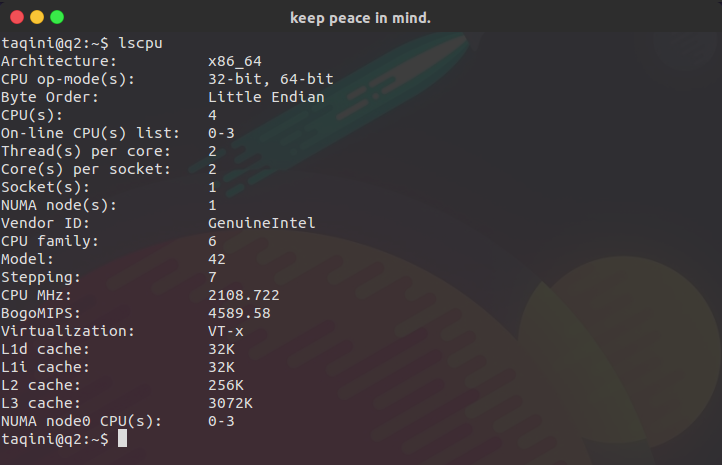 keep peace in mind.
taqini@q2:~$ lscpu
Architecture:          x86_64
CPU op-mode(s):        32-bit, 64-bit
Byte Order:            Little Endian
CPU(s):                4
On-line CPU(s) list:   0-3
Thread(s) per core:    2
Core(s) per socket:    2
Socket(s):             1
NUMA node(s):          1
Vendor ID:             GenuineIntel
CPU family:            6
Model:                 42
Stepping:              7
CPU MHz:               2108.722
BogoMIPS:              4589.58
Virtualization:        VT-x
L1d cache:             32K
L1i cache:             32K
L2 cache:              256K
L3 cache:              3072K
NUMA node0 CPU(s):     0-3
taqini@q2:~$